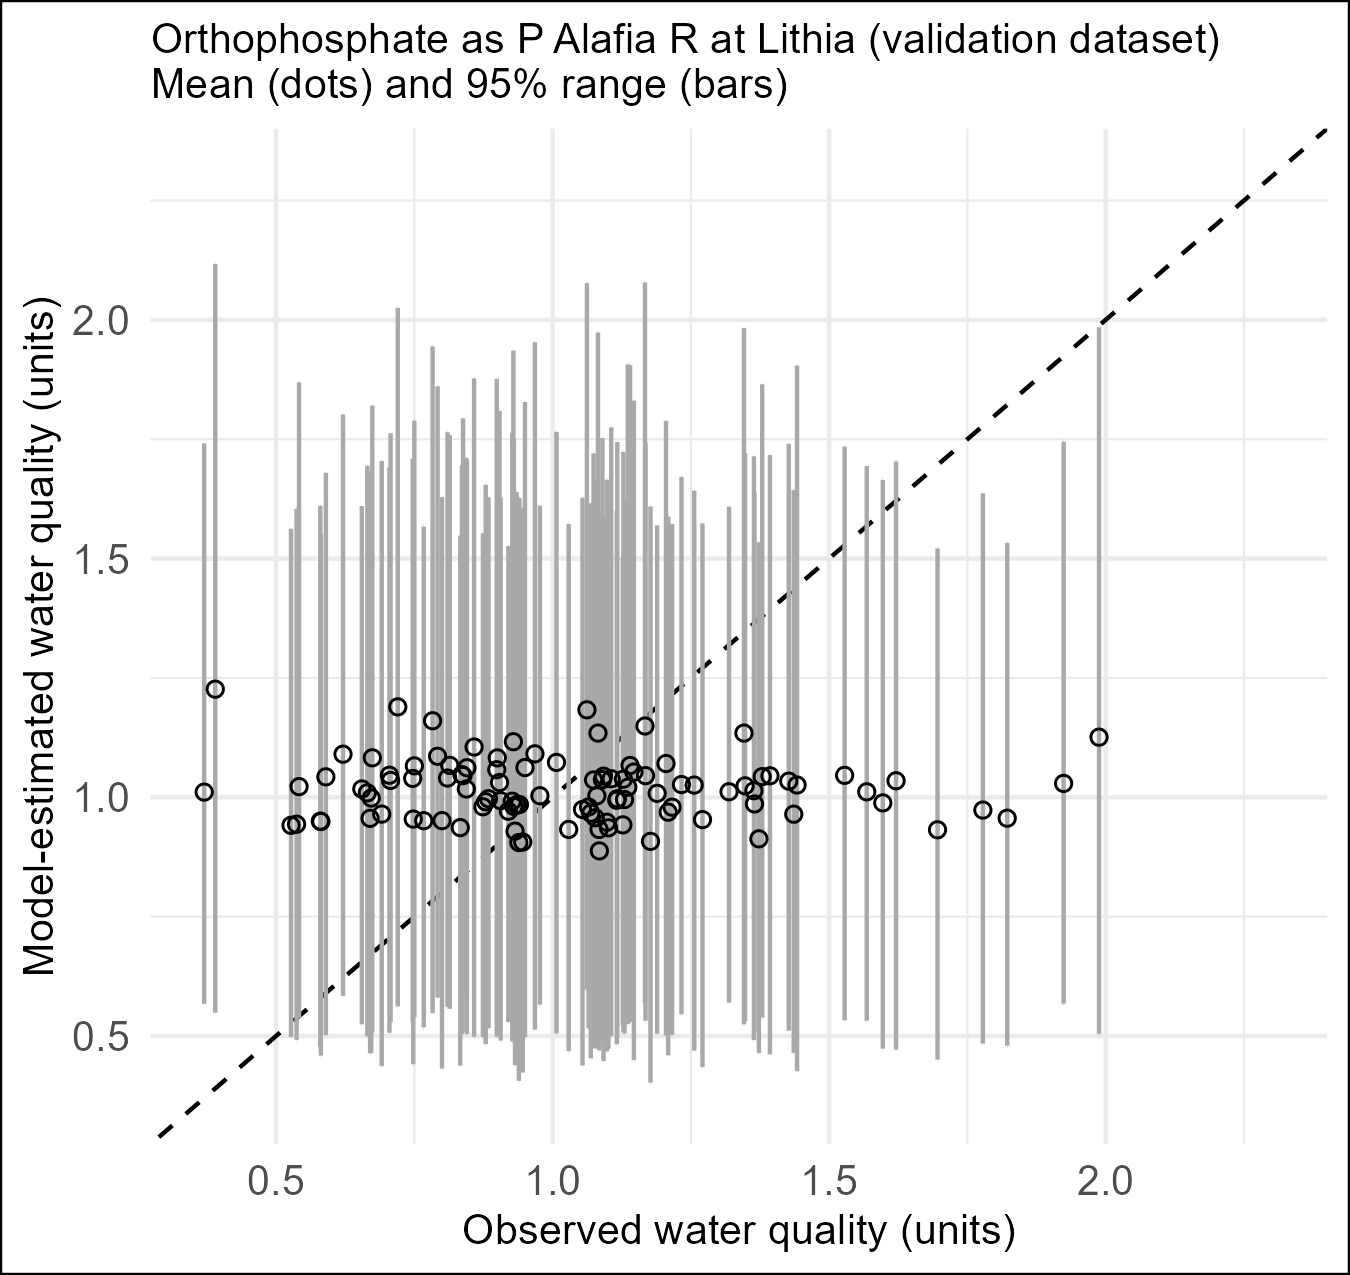 Orthophosphate as P Alafia R at Lithia (validation dataset)
Mean (dots) and 95% range (bars)
Model-estimated water quality (units)
2.0
1.5
1.0
0.5
0.5 1.0 1.5 2.0
Observed water quality (units)